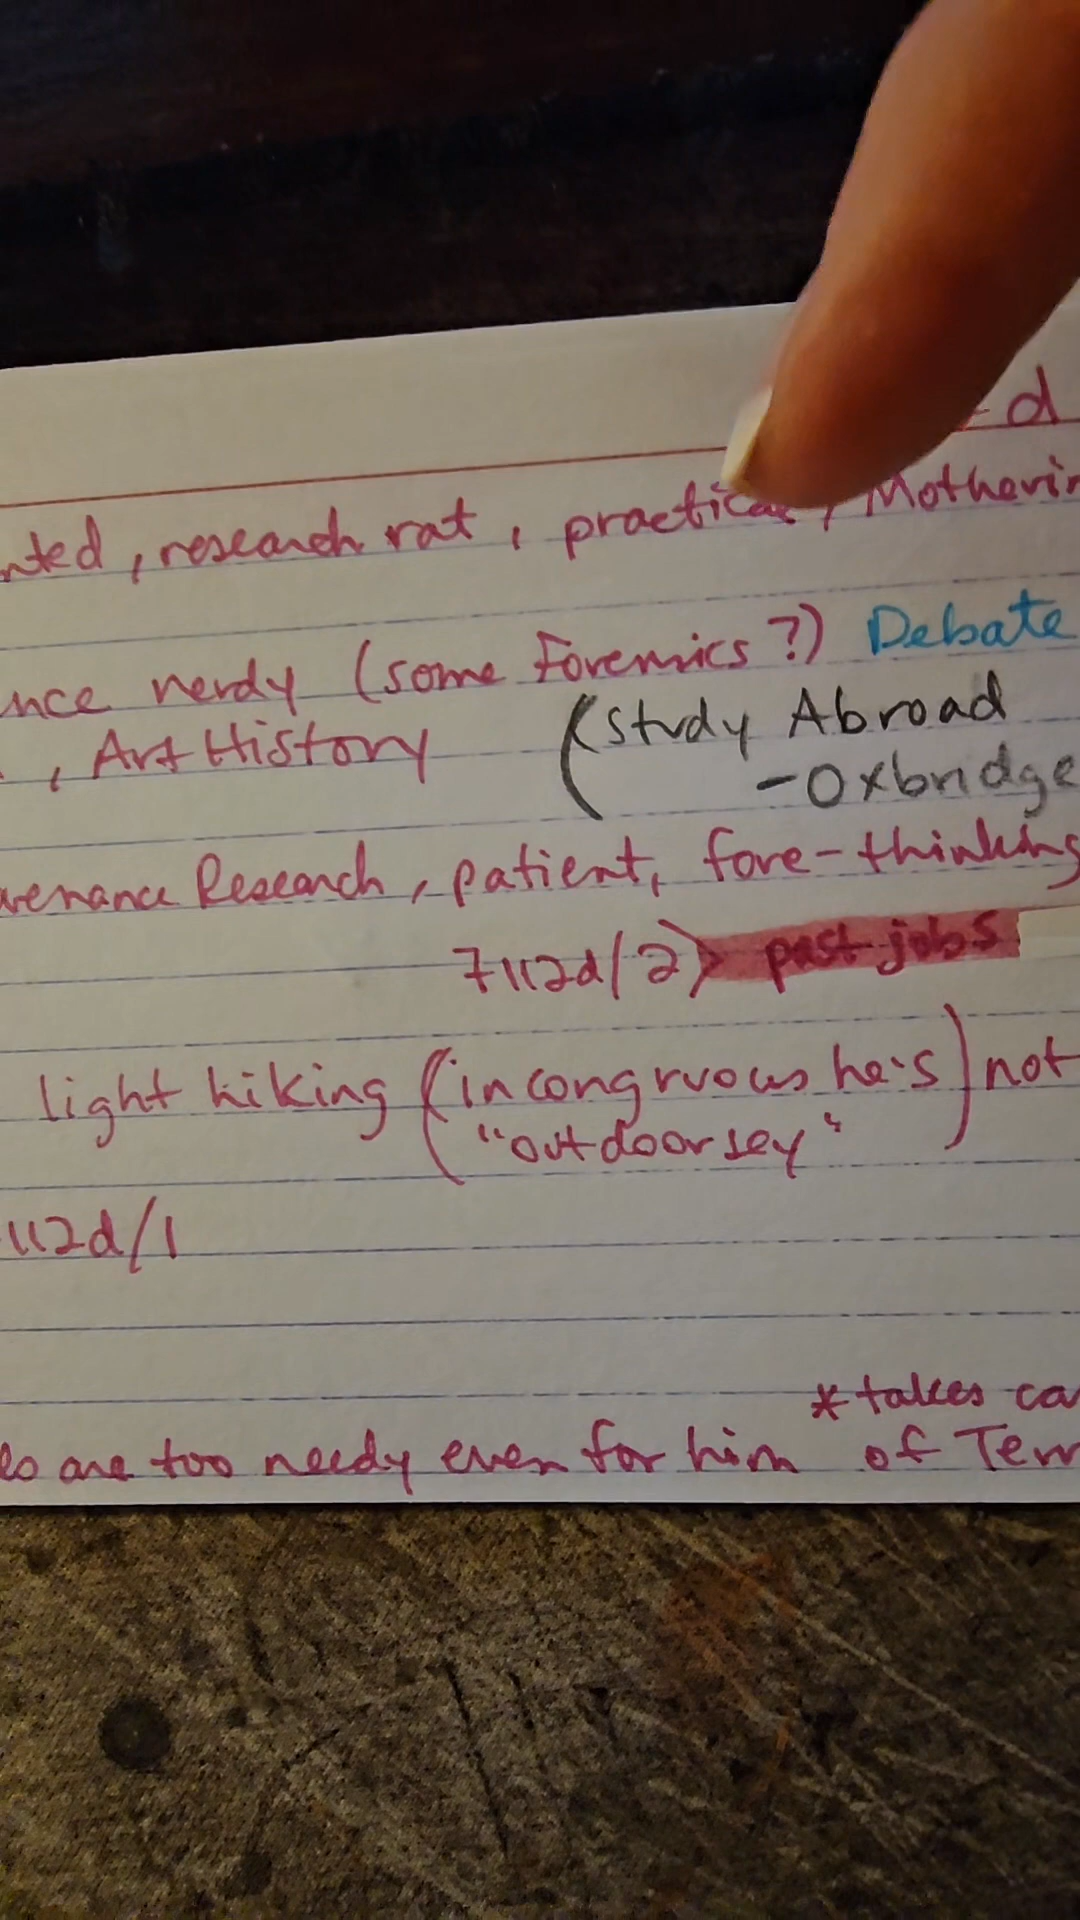 d
nted, research rat, practical, Motherin
nce nerdy (some Forensics?) Debate
, Art History (study Abroad
-Oxbridge
venance Research, patient, fore-thinking
7112d/2> past jobs
light hiking (incongruous he's) not
"outdoorsey"
112d/1
*takes ca
are too needy even for him of Tem